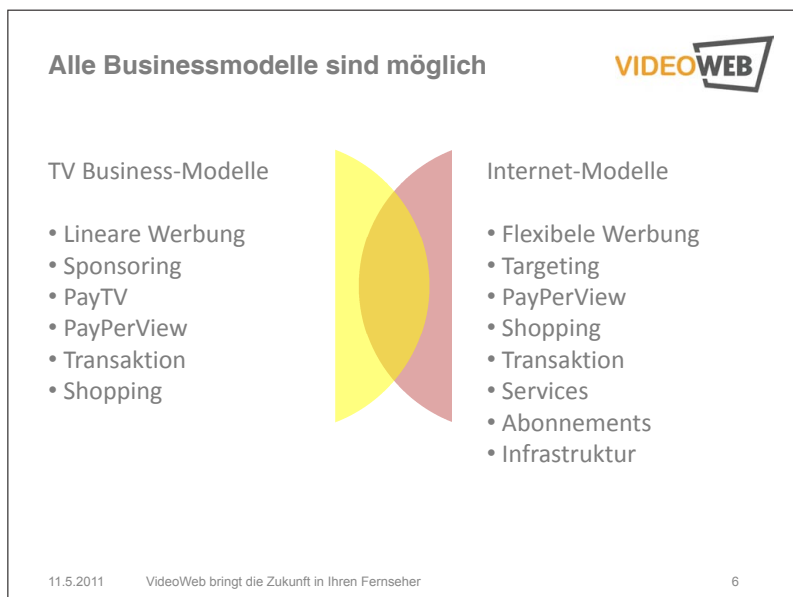 Alle Businessmodelle sind möglich
VIDEOWEB
TV Business-Modelle
• Lineare Werbung
• Sponsoring
• PayTV
• PayPerView
• Transaktion
• Shopping
Internet-Modelle
• Flexibele Werbung
• Targeting
• PayPerView
• Shopping
• Transaktion
• Services
• Abonnements
• Infrastruktur
11.5.2011 VideoWeb bringt die Zukunft in Ihren Fernseher 6